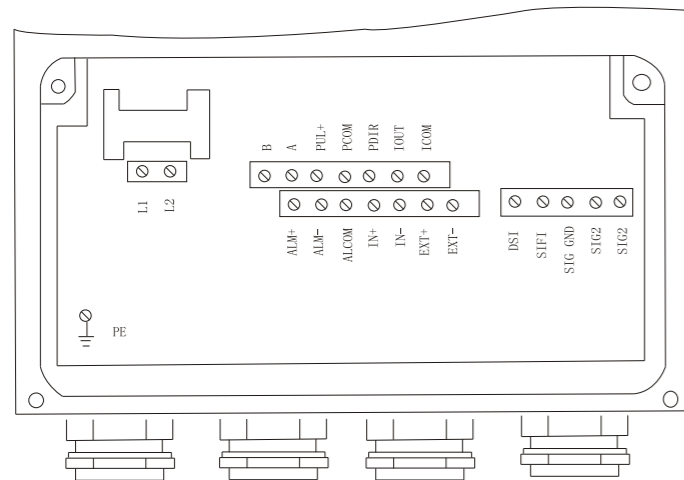 B
A
PUL+
PCOM
PDIR
IOUT
ICOM
L1
L2
ALM+
ALM-
ALCOM
IN+
IN-
EXT+
EXT-
DSI
SIFI
SIG GND
SIG2
SIG2
PE